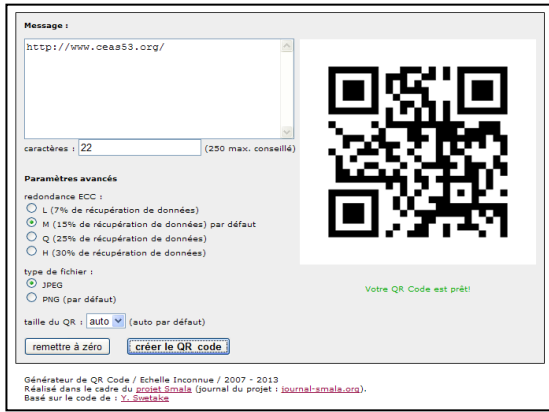 Message :
http://www.ceas53.org/
caractères : 22 (250 max. conseillé)
Paramètres avancés
redondance ECC :
L (7% de récupération de données)
M (15% de récupération de données) par défaut
Q (25% de récupération de données)
H (30% de récupération de données)
type de fichier :
JPEG
PNG (par défaut)
Votre QR Code est prêt!
taille du QR : auto (auto par défaut)
remettre à zéro créer le QR code
Générateur de QR Code / Echelle Inconnue / 2007 - 2013
Réalisé dans le cadre du projet Smala (journal du projet : journal-smala.org).
Basé sur le code de : Y. Swetake